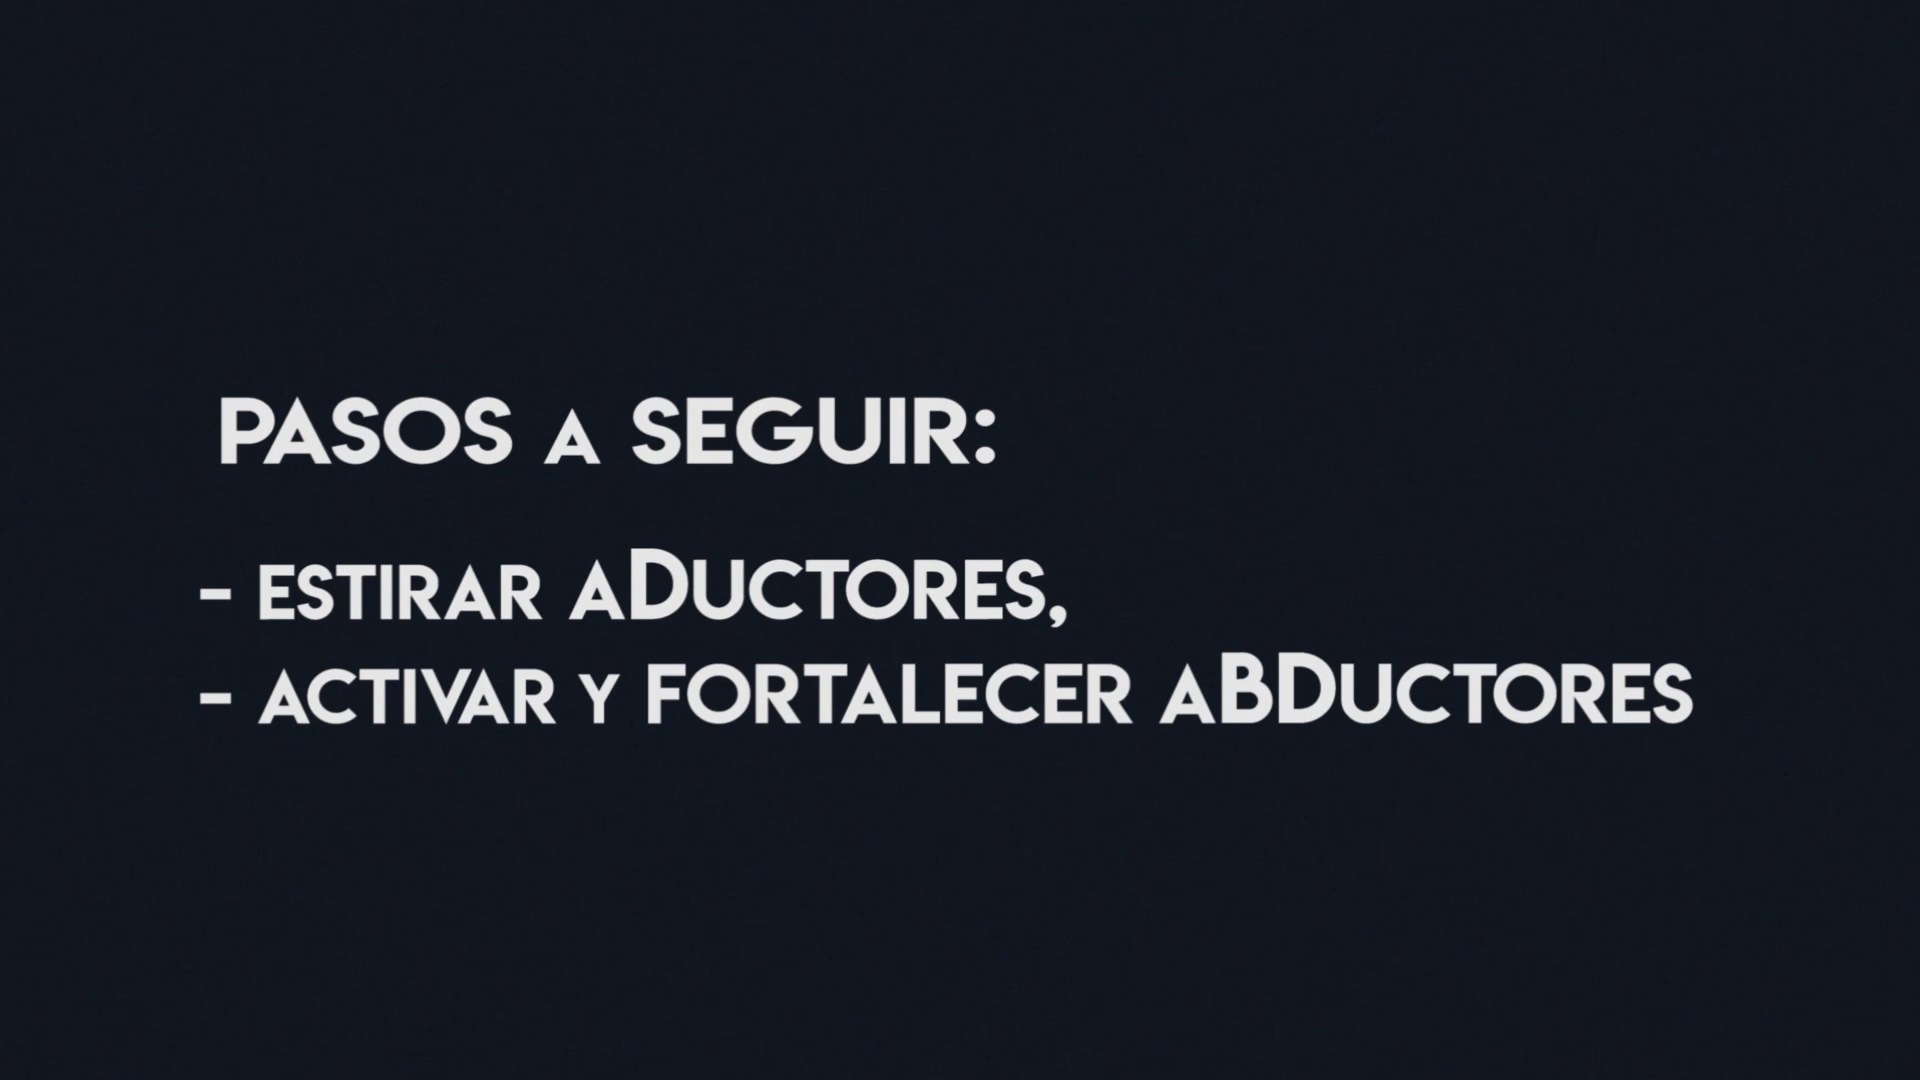 PASOS A SEGUIR:
- ESTIRAR ADUCTORES,
- ACTIVAR Y FORTALECER ABDUCTORES